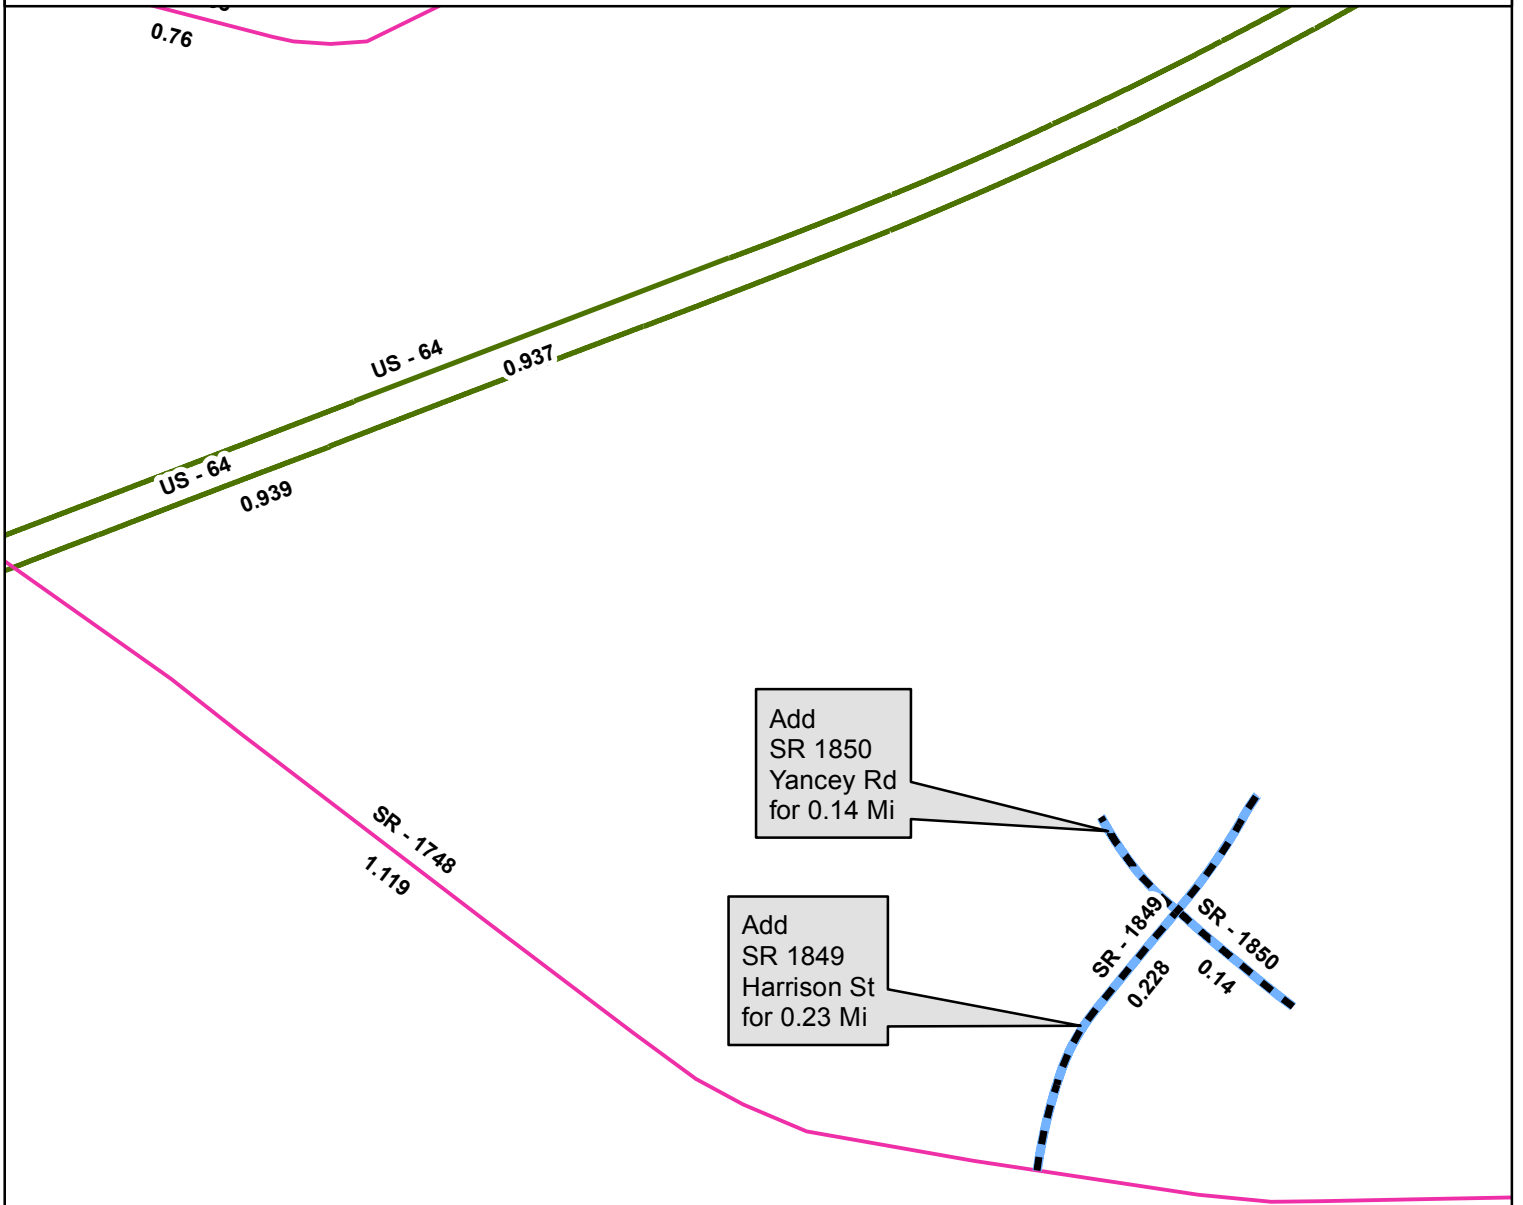 0.76
US - 64
0.937
US - 64
0.939
Add
SR 1850
Yancey Rd
for 0.14 Mi
SR - 1748
1.119
Add
SR 1849
Harrison St
for 0.23 Mi
SR - 1849
0.228
SR - 1850
0.14